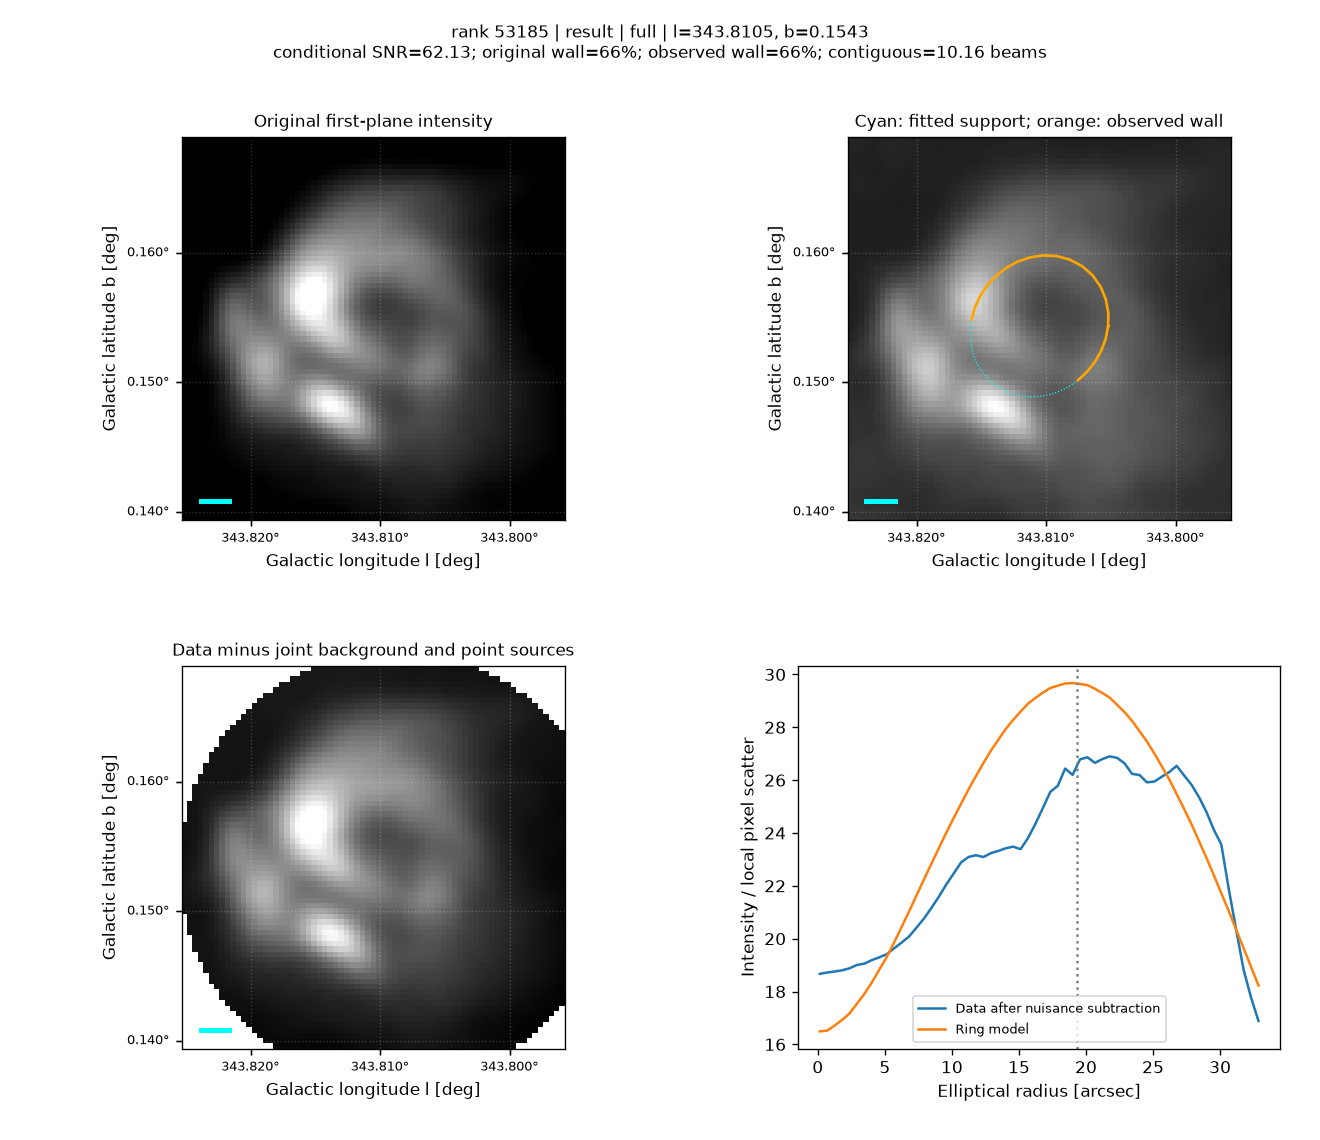 rank 53185 | result | full | l=343.8105, b=0.1543
conditional SNR=62.13; original wall=66%; observed wall=66%; contiguous=10.16 beams
Original first-plane intensity
Galactic latitude b [deg]
0.160°
0.150°
0.140°
343.820°
343.810°
343.800°
Galactic longitude l [deg]
Cyan: fitted support; orange: observed wall
Galactic latitude b [deg]
0.160°
0.150°
0.140°
343.820°
343.810°
343.800°
Galactic longitude l [deg]
Data minus joint background and point sources
Galactic latitude b [deg]
0.160°
0.150°
0.140°
343.820°
343.810°
343.800°
Galactic longitude l [deg]
Intensity / local pixel scatter
30
28
26
24
22
20
18
16
Data after nuisance subtraction
Ring model
0
5
10
15
20
25
30
Elliptical radius [arcsec]